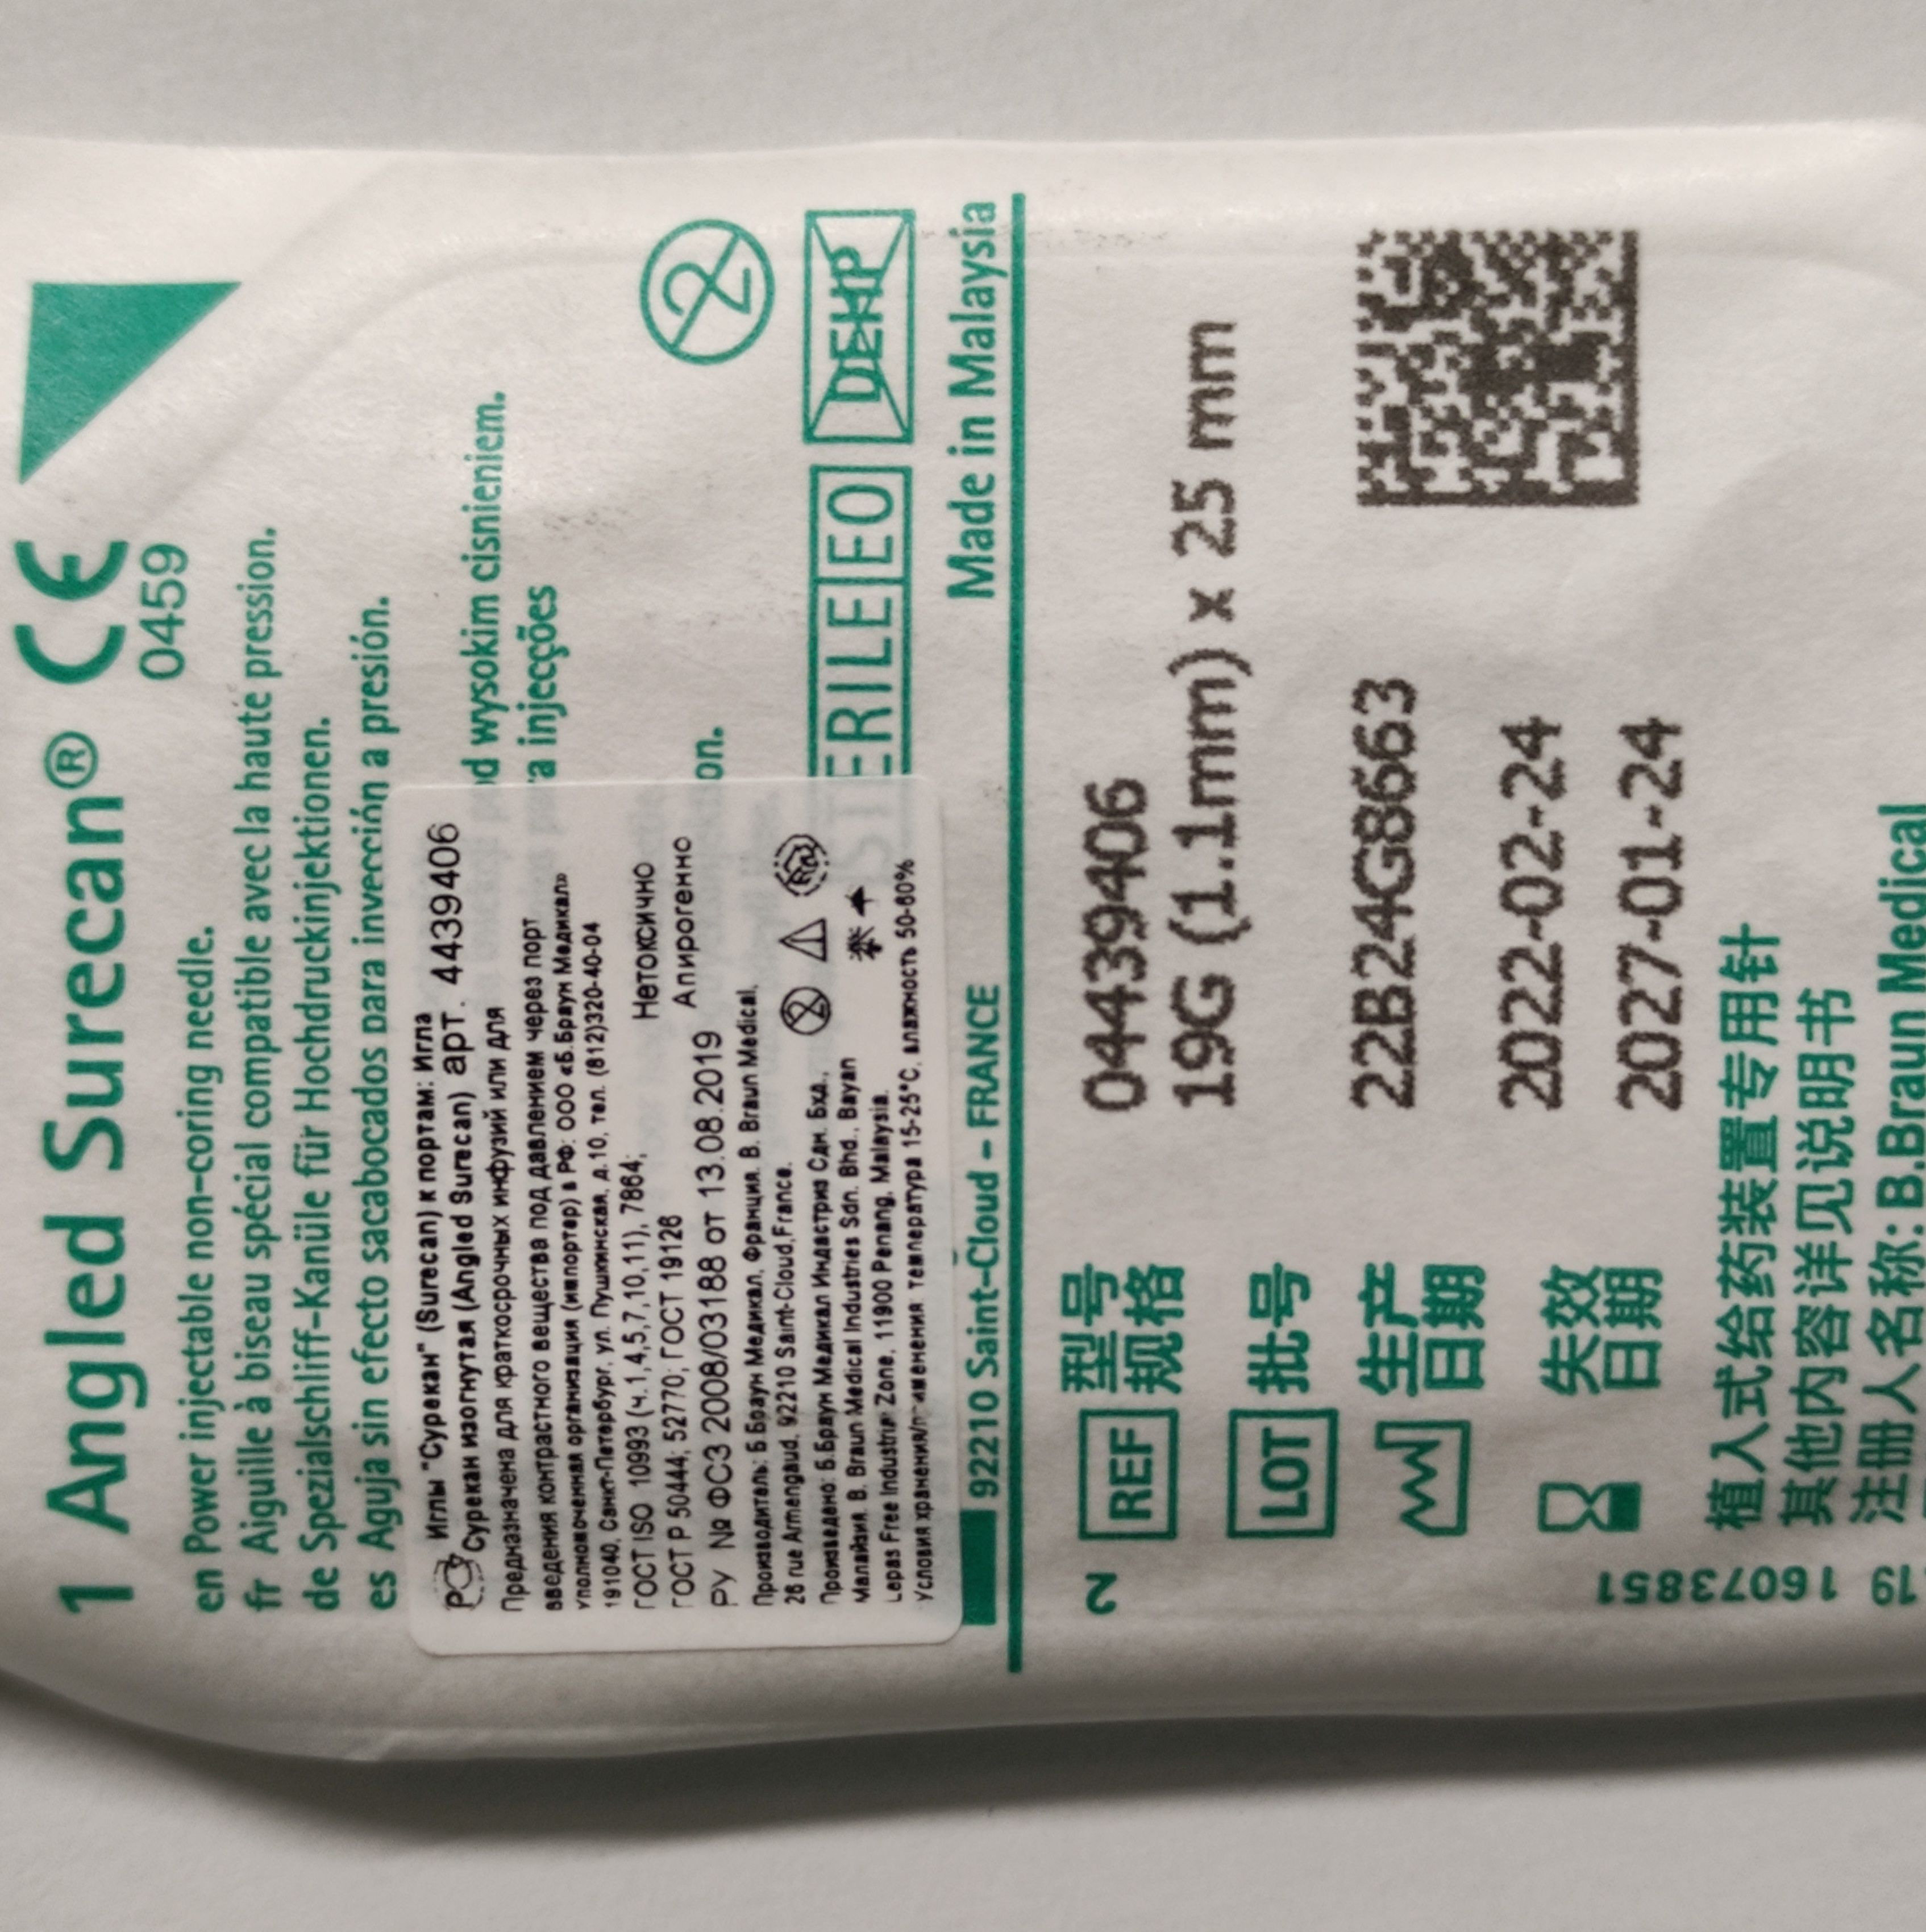 1 Angled Surecan® CE
0459
en Power injectable non-coring needle.
fr Aiguille à biseau spécial compatible avec la haute pression.
de Spezialschliff-Kanüle für Hochdruckinjektionen.
es Aguja sin efecto sacabocados para inyección a presión.
wysokim cisnieniem.
injecções
on.
РСТ Иглы "Сурекан" (Surecan) к портам: Игла
Сурекан изогнутая (Angled Surecan) арт. 4439406
Предназначена для краткосрочных инфузий или для
введения контрастного вещества под давлением через порт
уполномоченная организация (импортер) в РФ: ООО «Б.Браун Медикал»
191040, Санкт-Петербург, ул. Пушкинская, д.10, тел. (812)320-40-04
ГОСТ ISO 10993 (ч.1,4,5,7,10,11), 7864; Нетоксично
ГОСТ Р 50444; 52770; ГОСТ 19126 Апирогенно
РУ № ФСЗ 2008/03188 от 13.08.2019
Производитель: Б.Браун Медикал, Франция. B. Braun Medical,
26 rue Armengaud, 92210 Saint-Cloud,France.
Произведено: Б.Браун Медикал Индастриз Сдн. Бхд.,
Малайзия. B. Braun Medical Industries Sdn. Bhd., Bayan
Lepas Free Industrial Zone, 11900 Penang, Malaysia.
Условия хранения/применения: температура 15-25°C, влажность 50-60%
2
STERILE EO DEHP
92210 Saint-Cloud - FRANCE Made in Malaysia
2 REF 型号 规格 04439406
19G (1.1mm) x 25 mm
LOT 批号 22B24G8663
生产 日期 2022-02-24
失效 日期 2027-01-24
植入式给药装置专用针
其他内容详见说明书
注册人名称: B.Braun Medical
19 16073851